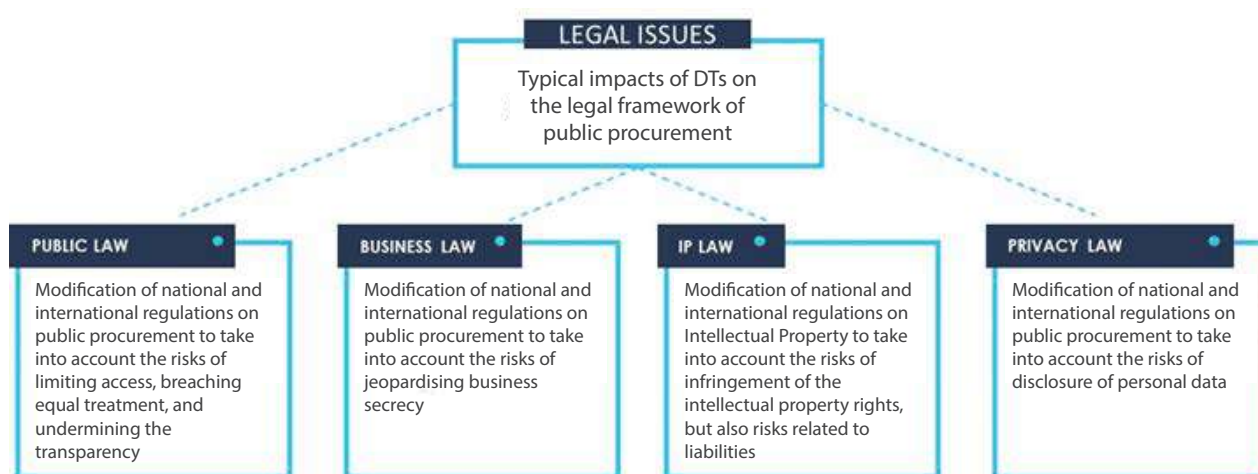 LEGAL ISSUES
Typical impacts of DTs on
the legal framework of
public procurement
PUBLIC LAW
Modification of national and
international regulations on
public procurement to take
into account the risks of
limiting access, breaching
equal treatment, and
undermining the
transparency
BUSINESS LAW
Modification of national and
international regulations on
public procurement to take
into account the risks of
jeopardising business
secrecy
IP LAW
Modification of national and
international regulations on
Intellectual Property to take
into account the risks of
infringement of the
intellectual property rights,
but also risks related to
liabilities
PRIVACY LAW
Modification of national and
international regulations on
public procurement to take
into account the risks of
disclosure of personal data